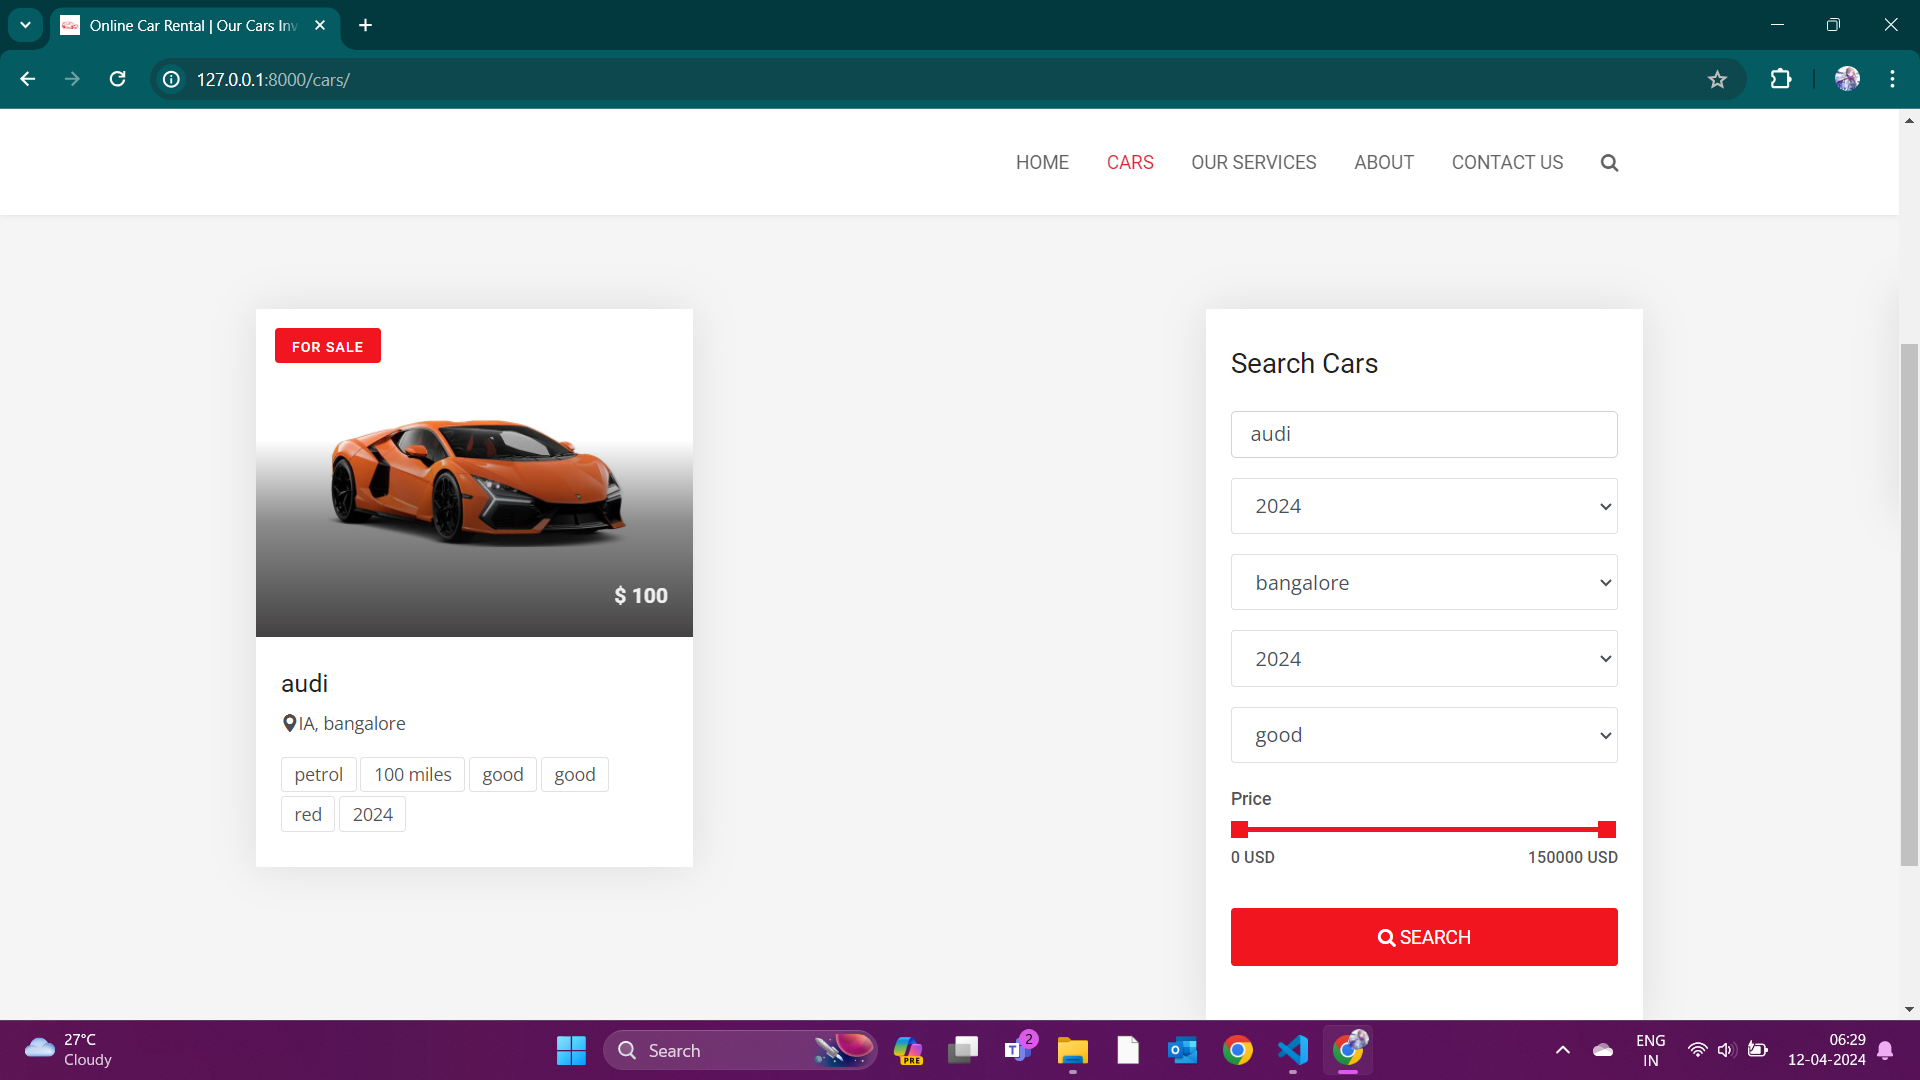 Online Car Rental | Our Cars Inv
127.0.0.1:8000/cars/
HOME CARS OUR SERVICES ABOUT CONTACT US
FOR SALE
$ 100
audi
IA, bangalore
petrol 100 miles good good
red 2024
Search Cars
audi
2024
bangalore
2024
good
Price
0 USD 150000 USD
SEARCH
27°C
Cloudy
Search
PRE
T
2
ENG
IN
06:29
12-04-2024